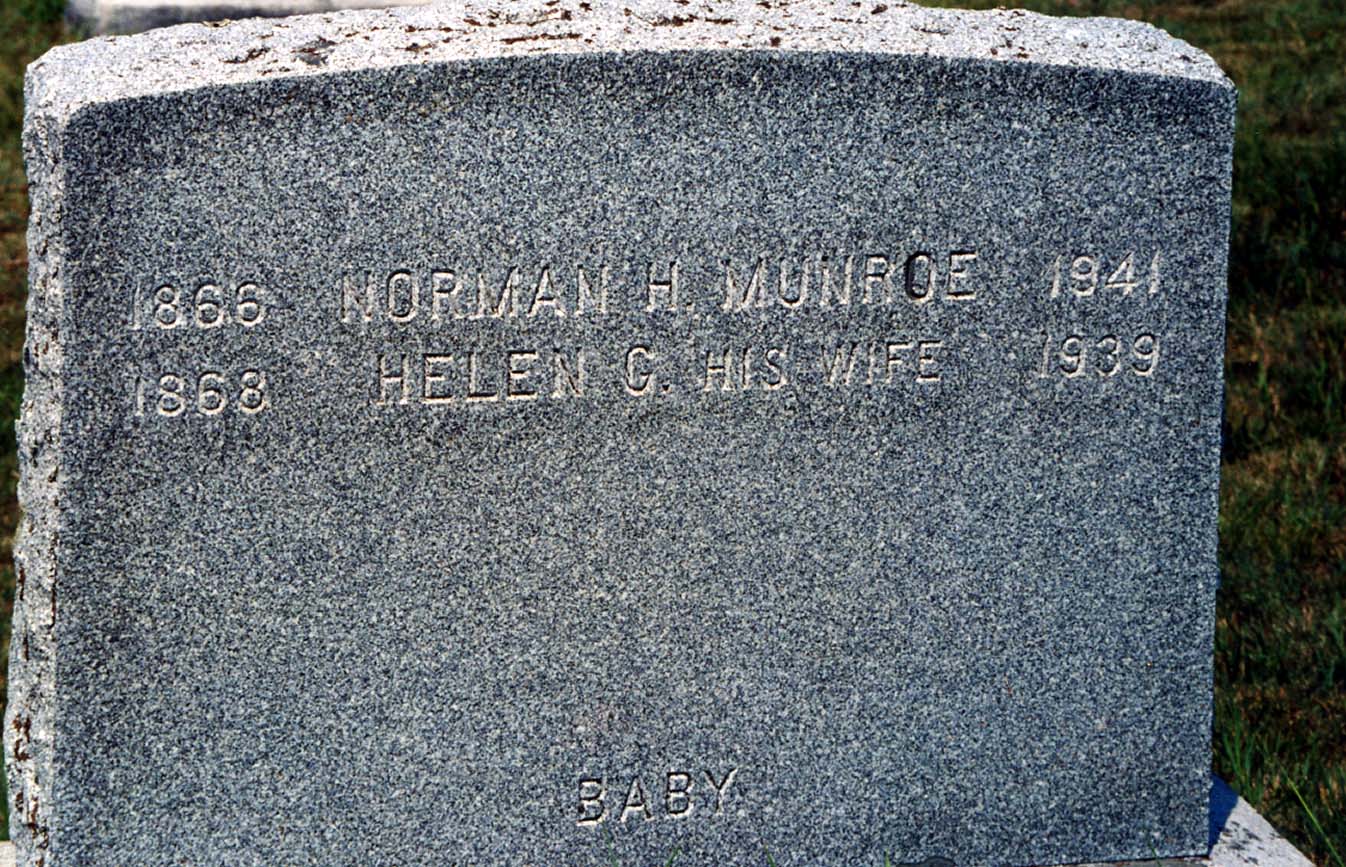 1866 NORMAN H. MUNROE 1941
1868 HELEN G. HIS WIFE 1939
BABY